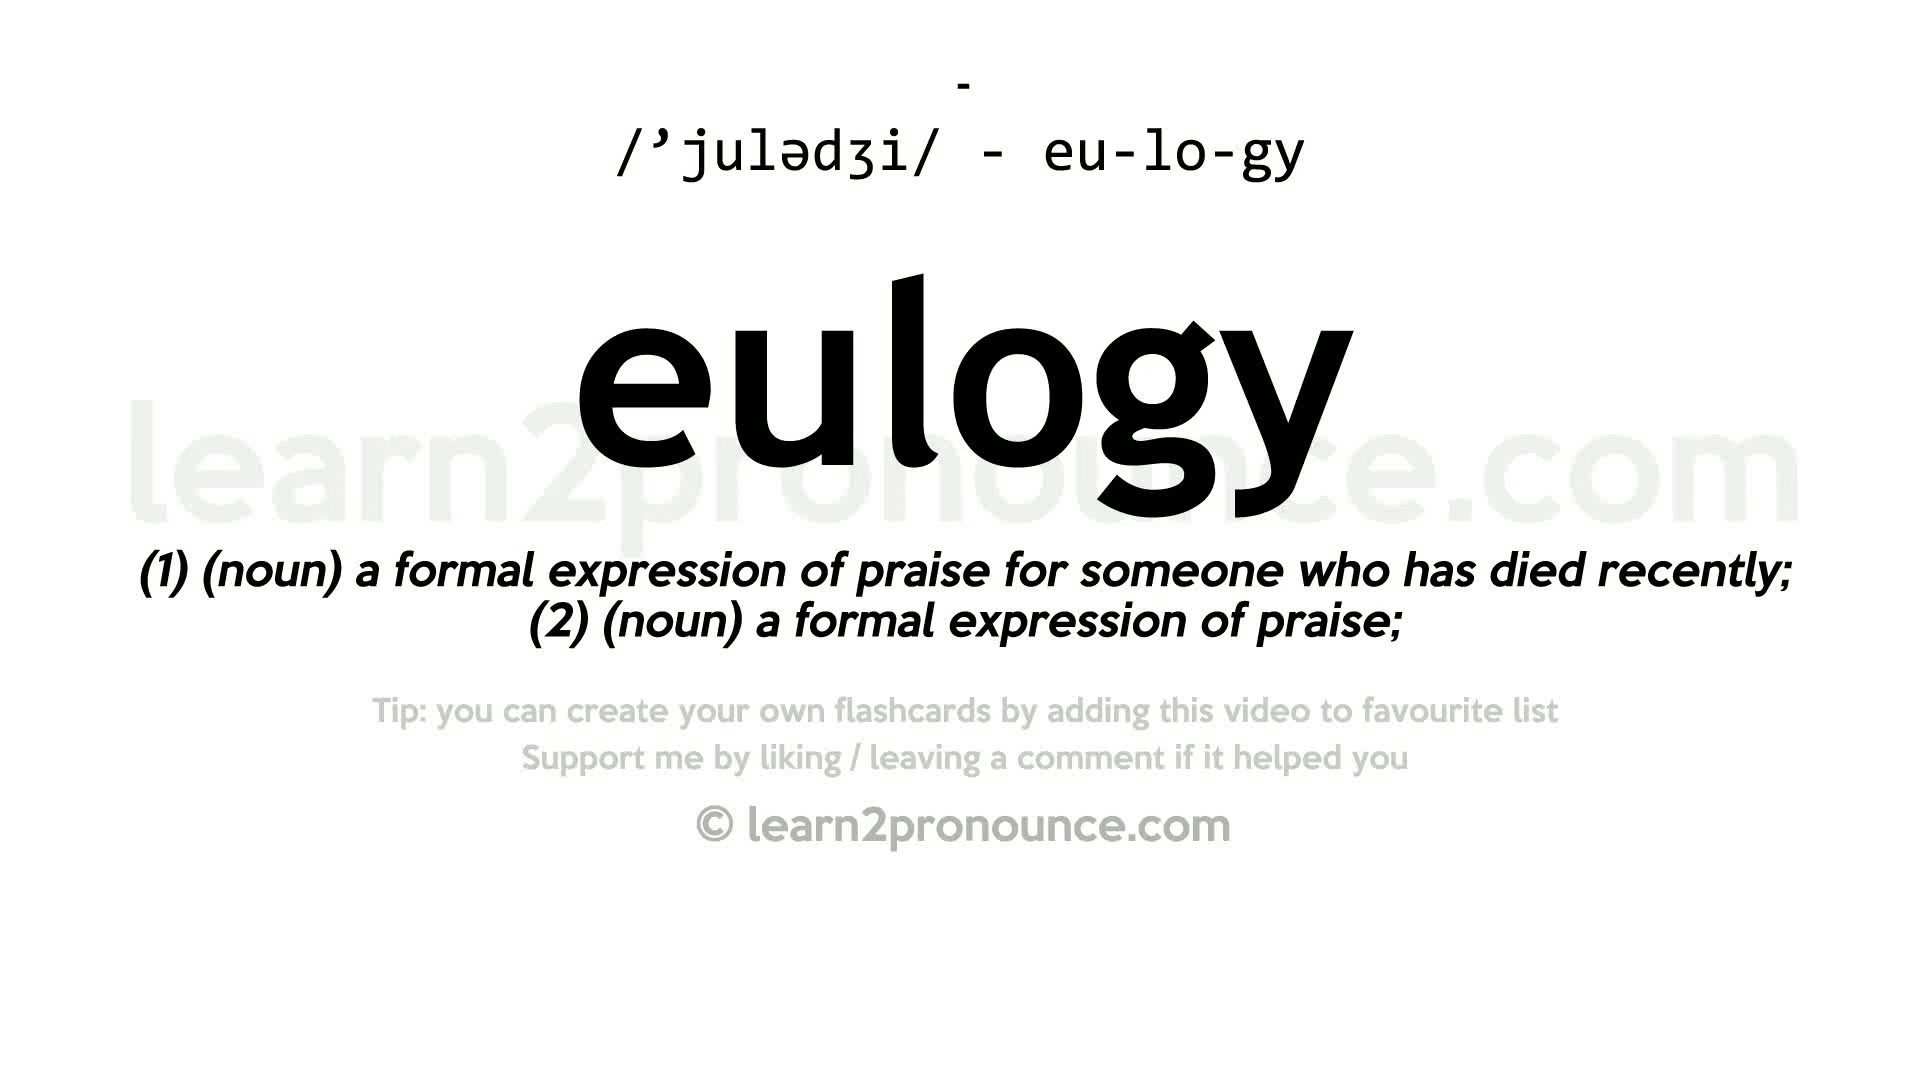 -
/’julədʒi/ - eu-lo-gy
eulogy
learn2pronounce.com
(1) (noun) a formal expression of praise for someone who has died recently;
(2) (noun) a formal expression of praise;
Tip: you can create your own flashcards by adding this video to favourite list
Support me by liking / leaving a comment if it helped you
© learn2pronounce.com